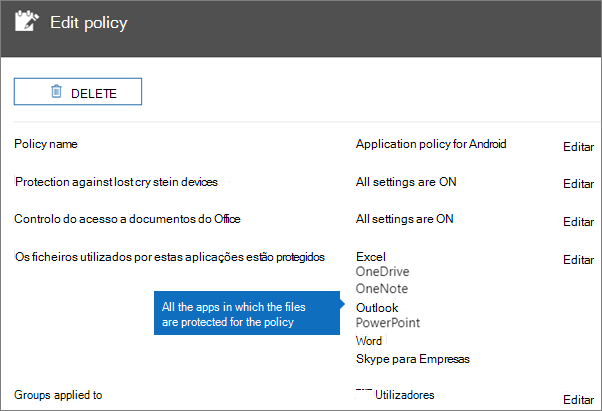 Edit policy
DELETE
Policy name Application policy for Android Editar
Protection against lost cry stein devices All settings are ON Editar
Controlo do acesso a documentos do Office All settings are ON Editar
Os ficheiros utilizados por estas aplicações estão protegidos Excel Editar
OneDrive
OneNote
All the apps in which the files
are protected for the policy
Outlook
PowerPoint
Word
Skype para Empresas
Groups applied to Utilizadores Editar